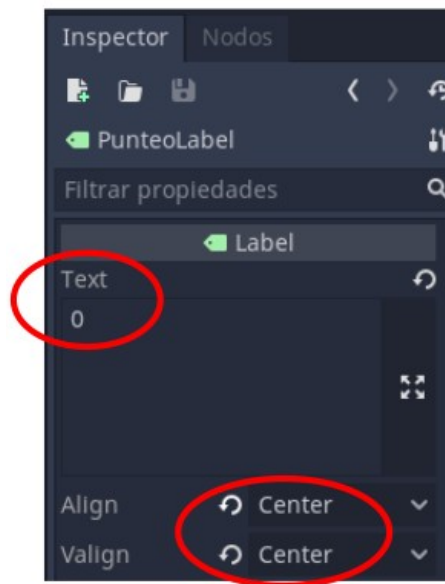 Inspector Nodos
PunteoLabel
Filtrar propiedades
Label
Text
0
Align Center
Valign Center